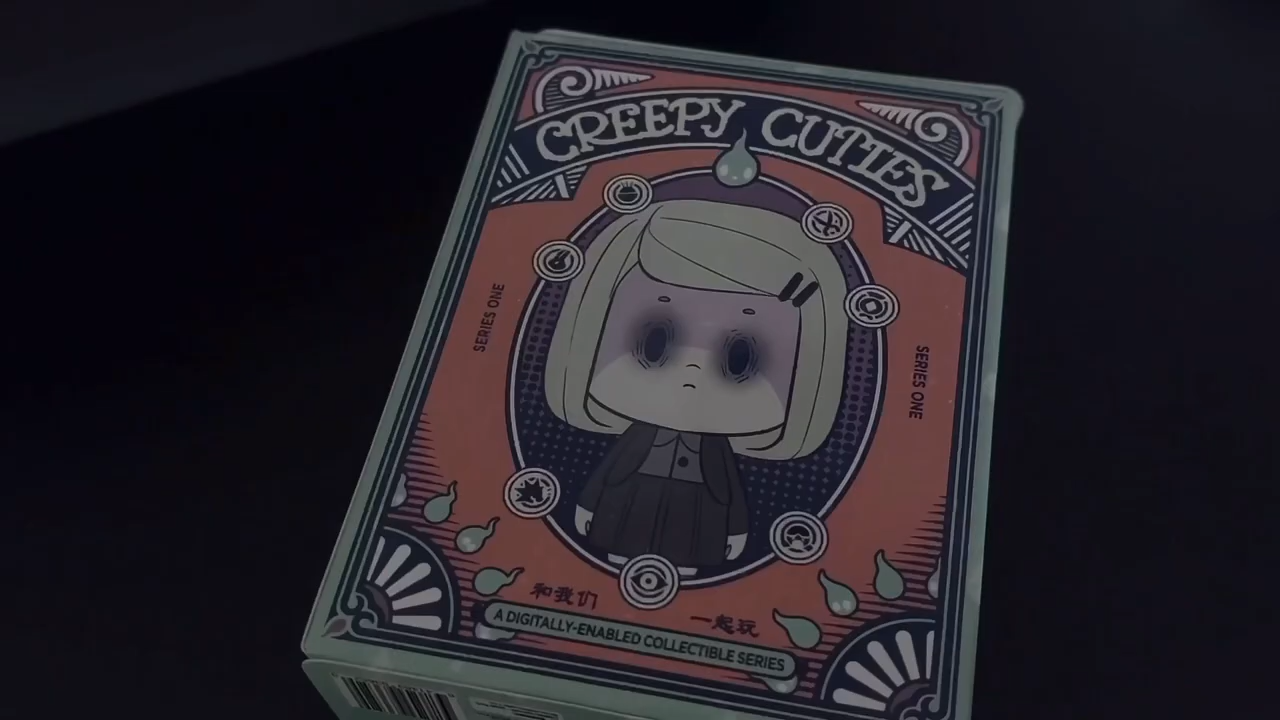 CREEPY CUTIES
SERIES ONE
SERIES ONE
和我们
一起玩
A DIGITALLY-ENABLED COLLECTIBLE SERIES